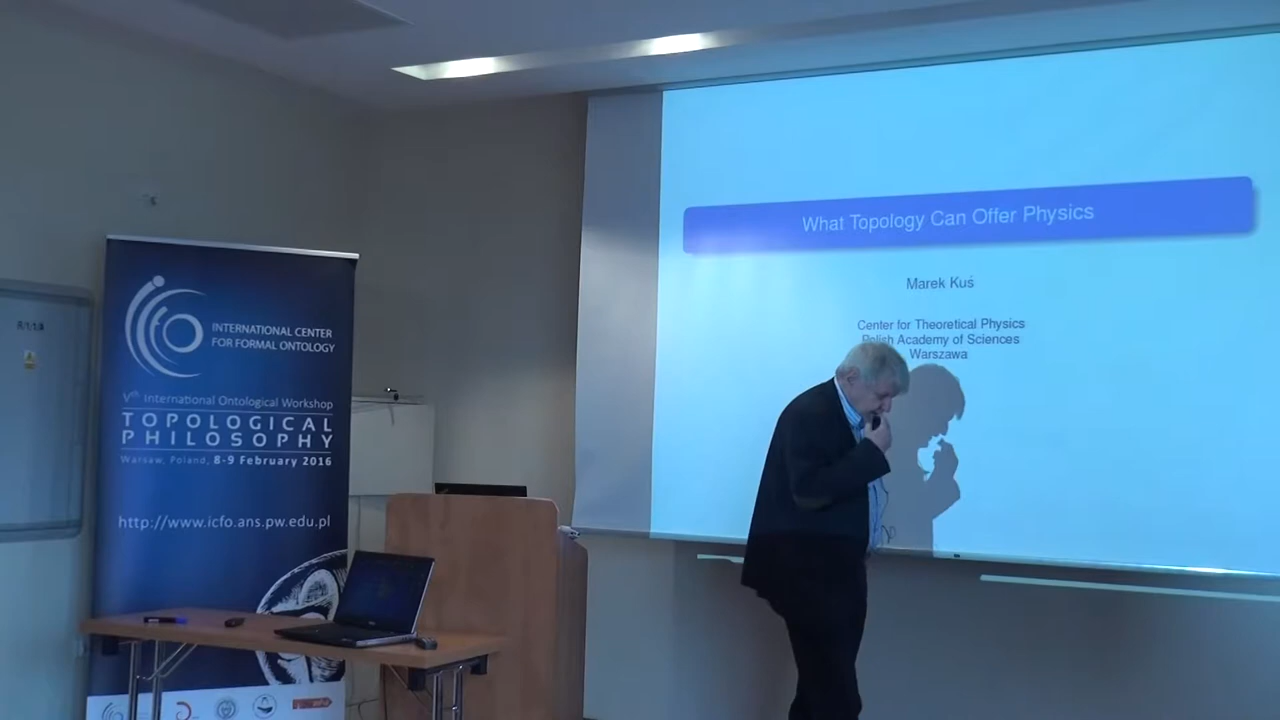 INTERNATIONAL CENTER
FOR FORMAL ONTOLOGY
Vth International Ontological Workshop
TOPOLOGICAL
PHILOSOPHY
Warsaw, Poland, 8-9 February 2016
http://www.icfo.ans.pw.edu.pl
What Topology Can Offer Physics
Marek Kuś
Center for Theoretical Physics
Polish Academy of Sciences
Warszawa